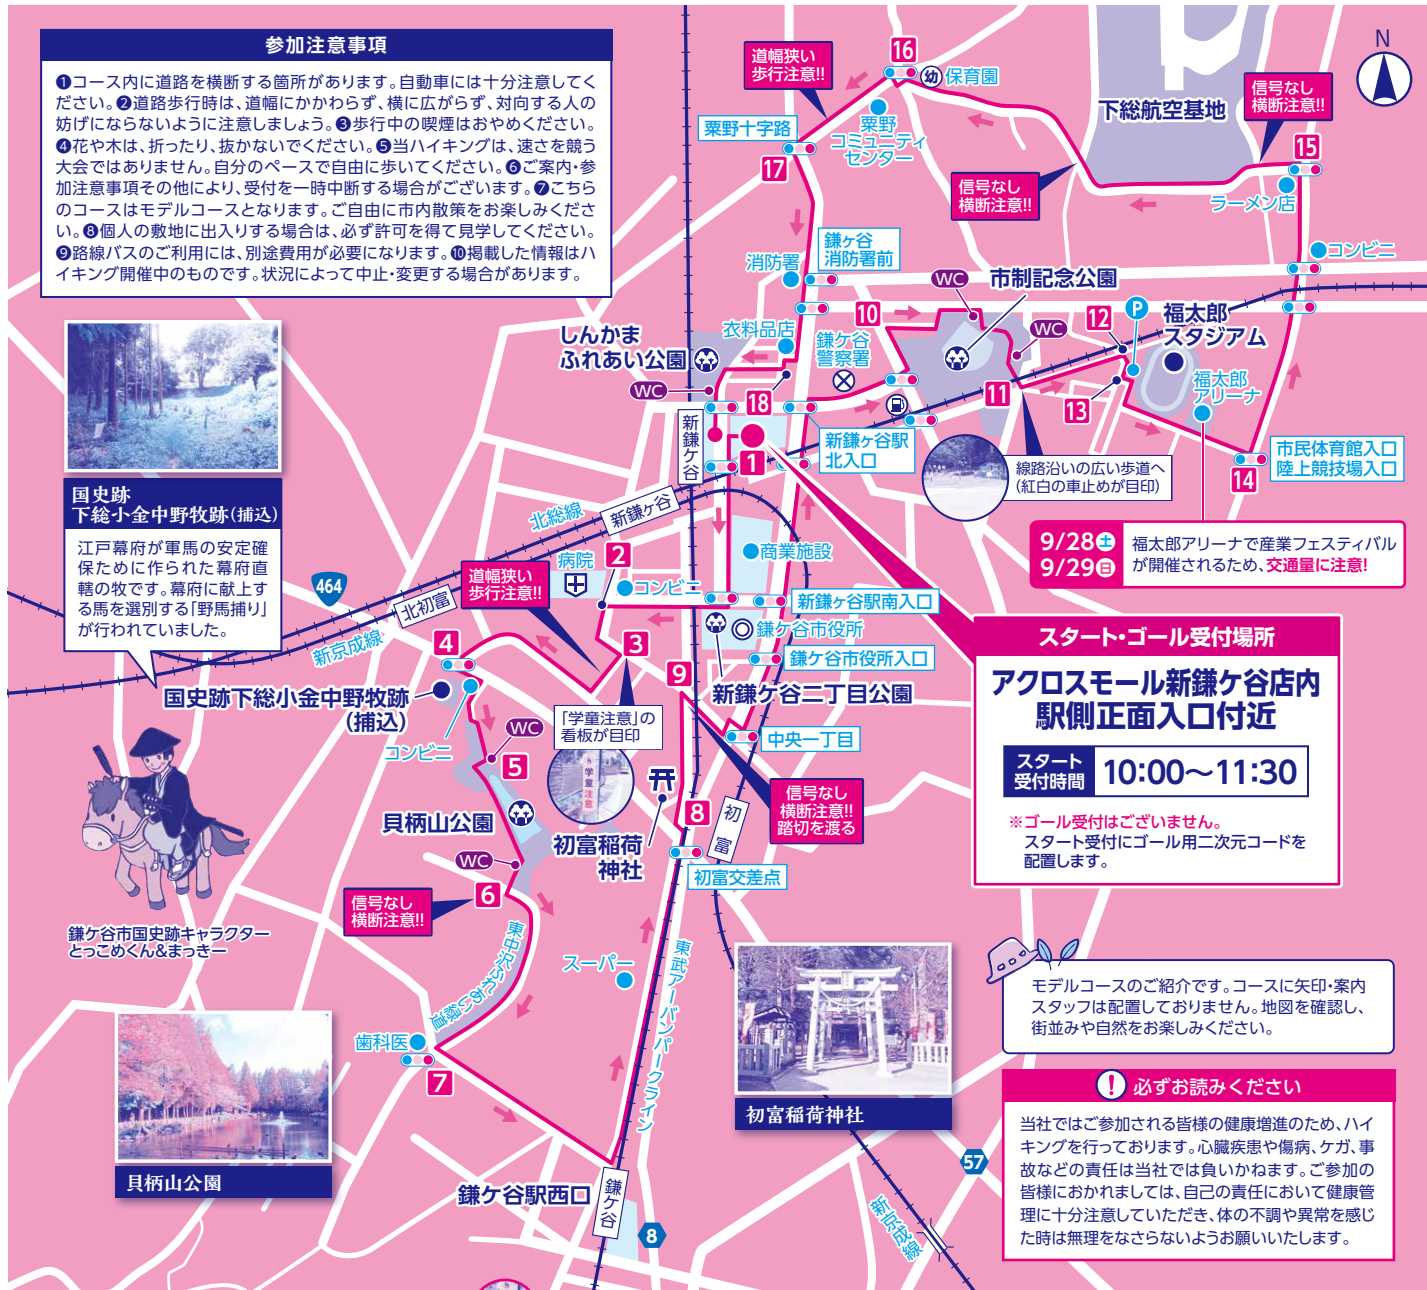 参加注意事項
❶コース内に道路を横断する箇所があります。自動車には十分注意してく
ださい。❷道路歩行時は、道幅にかかわらず、横に広がらず、対向する人の
妨げにならないように注意しましょう。❸歩行中の喫煙はおやめください。
❹花や木は、折ったり、抜かないでください。❺当ハイキングは、速さを競う
大会ではありません。自分のペースで自由に歩いてください。❻ご案内・参
加注意事項その他により、受付を一時中断する場合がございます。❼こちら
のコースはモデルコースとなります。ご自由に市内散策をお楽しみくださ
い。❽個人の敷地に出入りする場合は、必ず許可を得て見学してください。
❾路線バスのご利用には、別途費用が必要になります。❿掲載した情報はハ
イキング開催中のものです。状況によって中止・変更する場合があります。
道幅狭い
歩行注意!!
16
幼
保育園
粟野
コミュニティ
センター
粟野十字路
17
下総航空基地
信号なし
横断注意!!
N
15
ラーメン店
信号なし
横断注意!!
コンビニ
鎌ヶ谷
消防署前
消防署
WC
市制記念公園
10
WC
12
P
福太郎
スタジアム
しんかま
ふれあい公園
衣料品店
鎌ヶ谷
警察署
WC
18
11
13
福太郎
アリーナ
新鎌ヶ谷
1
新鎌ヶ谷駅
北入口
線路沿いの広い歩道へ
(紅白の車止めが目印)
14
市民体育館入口
陸上競技場入口
国史跡
下総小金中野牧跡(捕込)
江戸幕府が軍馬の安定確
保ために作られた幕府直
轄の牧です。幕府に献上す
る馬を選別する「野馬捕り」
が行われていました。
北総線
新鎌ヶ谷
病院
2
商業施設
コンビニ
9/28土
9/29日
福太郎アリーナで産業フェスティバル
が開催されるため、交通量に注意!
464
道幅狭い
歩行注意!!
北初富
新京成線
新鎌ヶ谷駅南入口
鎌ヶ谷市役所
鎌ヶ谷市役所入口
4
3
9
新鎌ケ谷二丁目公園
国史跡下総小金中野牧跡
(捕込)
コンビニ
WC
5
「学童注意」の
看板が目印
学童注意
中央一丁目
信号なし
横断注意!!
踏切を渡る
スタート・ゴール受付場所
アクロスモール新鎌ケ谷店内
駅側正面入口付近
スタート
受付時間
10:00〜11:30
※ゴール受付はございません。
スタート受付にゴール用二次元コードを
配置します。
貝柄山公園
8
初富
初富稲荷
神社
初富交差点
WC
6
信号なし
横断注意!!
鎌ケ谷市国史跡キャラクター
とっこめくん&まっきー
東中沢ふれあい緑道
スーパー
東武アーバンパークライン
初富稲荷神社
モデルコースのご紹介です。コースに矢印・案内
スタッフは配置しておりません。地図を確認し、
街並みや自然をお楽しみください。
歯科医
7
貝柄山公園
鎌ケ谷駅西口
鎌ケ谷
8
57
新京成線
! 必ずお読みください
当社ではご参加される皆様の健康増進のため、ハイ
キングを行っております。心臓疾患や傷病、ケガ、事
故などの責任は当社では負いかねます。ご参加の
皆様におかれましては、自己の責任において健康管
理に十分注意していただき、体の不調や異常を感じ
た時は無理をなさらないようお願いいたします。